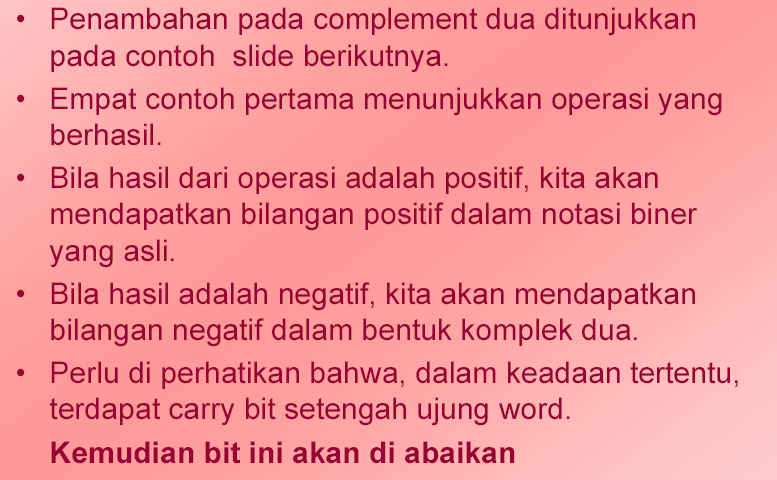 • Penambahan pada complement dua ditunjukkan
pada contoh  slide berikutnya.
• Empat contoh pertama menunjukkan operasi yang
berhasil.
• Bila hasil dari operasi adalah positif, kita akan
mendapatkan bilangan positif dalam notasi biner
yang asli.
• Bila hasil adalah negatif, kita akan mendapatkan
bilangan negatif dalam bentuk komplek dua.
• Perlu di perhatikan bahwa, dalam keadaan tertentu,
terdapat carry bit setengah ujung word.
Kemudian bit ini akan di abaikan